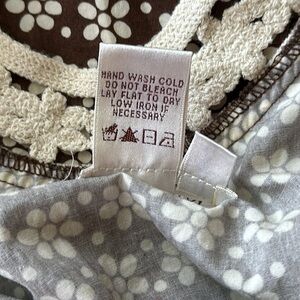 HAND WASH COLD
DO NOT BLEACH
LAY FLAT TO DRY
LOW IRON IF
NECESSARY